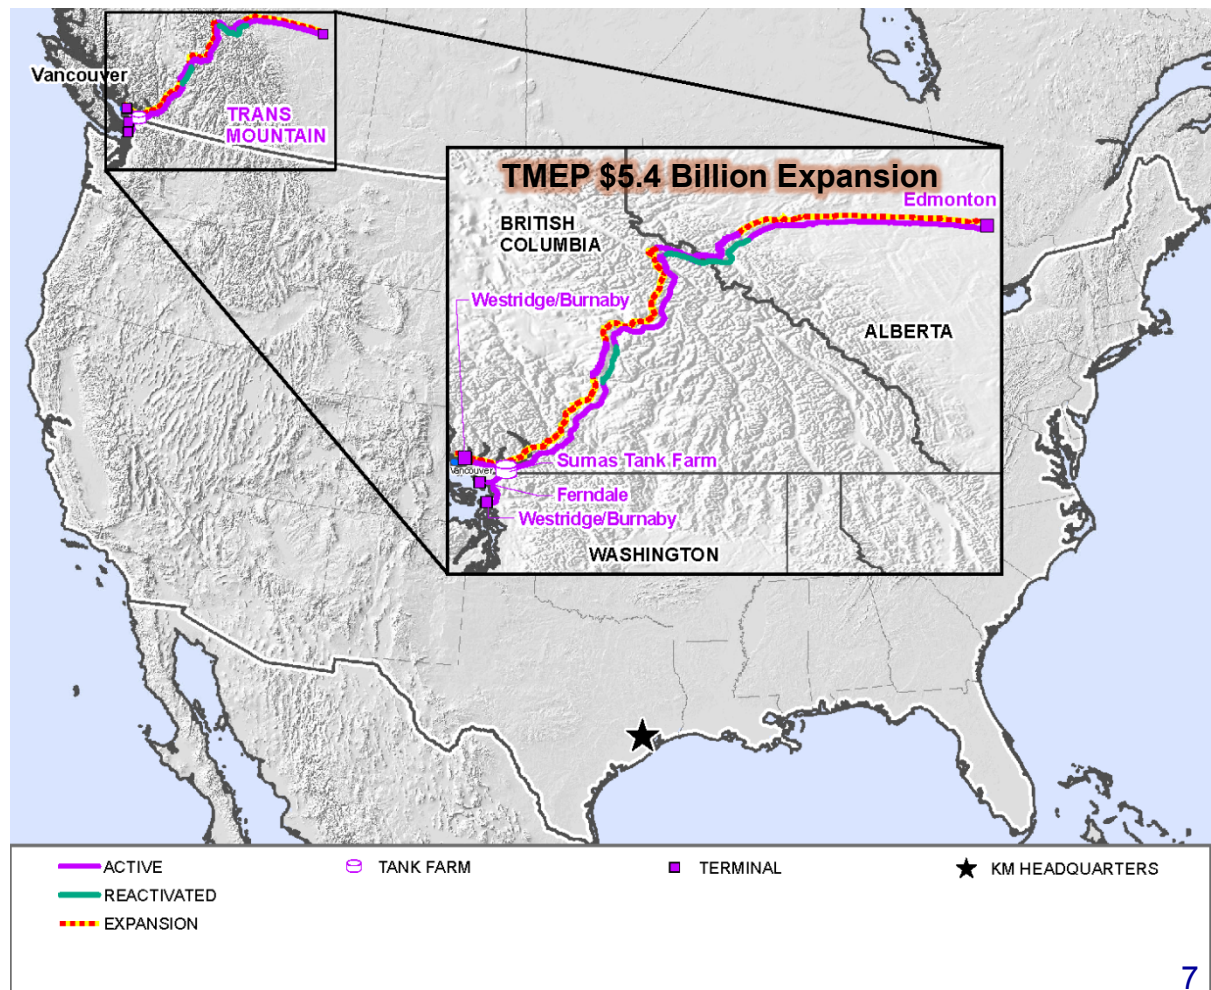 Vancouver
TRANS
MOUNTAIN
TMEP $5.4 Billion Expansion
Edmonton
BRITISH
COLUMBIA
Westridge/Burnaby
ALBERTA
Vancouver
Sumas Tank Farm
Ferndale
Westridge/Burnaby
WASHINGTON
ACTIVE
TANK FARM
TERMINAL
KM HEADQUARTERS
REACTIVATED
EXPANSION
7